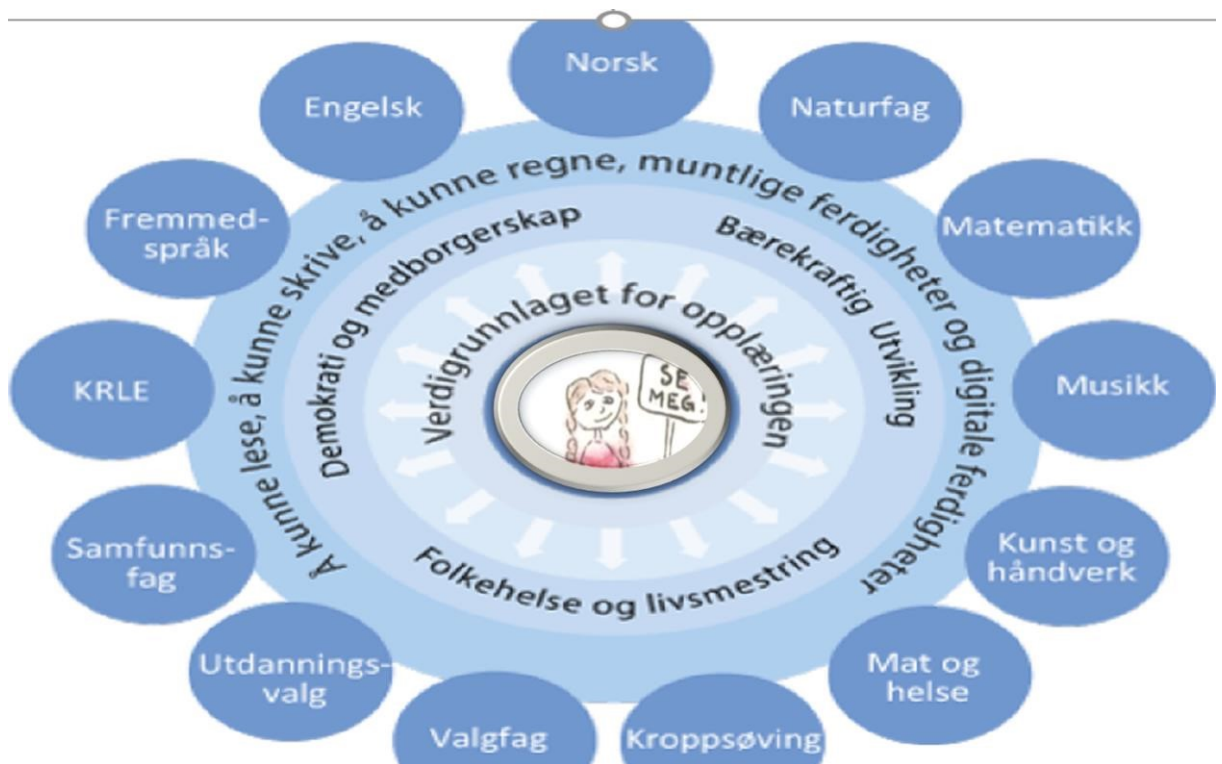 Norsk
Naturfag
Matematikk
Musikk
Kunst og
håndverk
Mat og
helse
Kroppsøving
Valgfag
Utdannings-
valg
Samfunns-
fag
KRLE
Fremmed-
språk
Engelsk
Å kunne lese, å kunne skrive, å kunne regne, muntlige ferdigheter og digitale ferdigheter
Demokrati og medborgerskap
Bærekraftig Utvikling
Folkehelse og livsmestring
Verdigrunnlaget for opplæringen
SE
MEG!